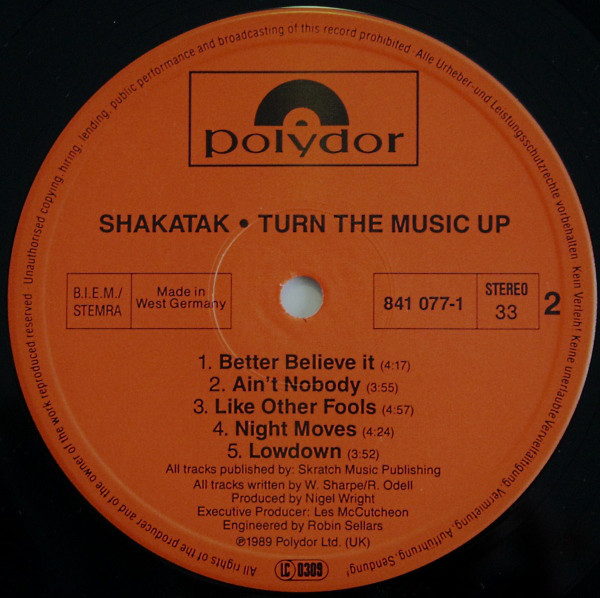 polydor
SHAKATAK • TURN THE MUSIC UP
B.I.E.M./
STEMRA
Made in
West Germany
841 077-1
STEREO
33
2
1. Better Believe it (4:17)
2. Ain't Nobody (3:55)
3. Like Other Fools (4:57)
4. Night Moves (4:24)
5. Lowdown (3:52)
All tracks published by: Skratch Music Publishing
All tracks written by W. Sharpe/R. Odell
Produced by Nigel Wright
Executive Producer: Les McCutcheon
Engineered by Robin Sellars
℗1989 Polydor Ltd. (UK)
LC 0309
All rights of the producer and of the owner of the work reproduced reserved Unauthorised copying, hiring, lending, public performance and broadcasting of this record prohibited Alle Urheber- und Leistungsschutzrechte vorbehalten Kein Verleih! Keine unerlaubte Vervielfältigung, Vermietung, Aufführung, Sendung!